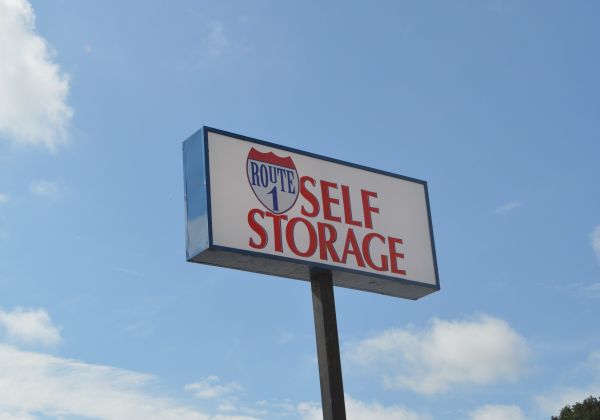 ROUTE
1
SELF
STORAGE